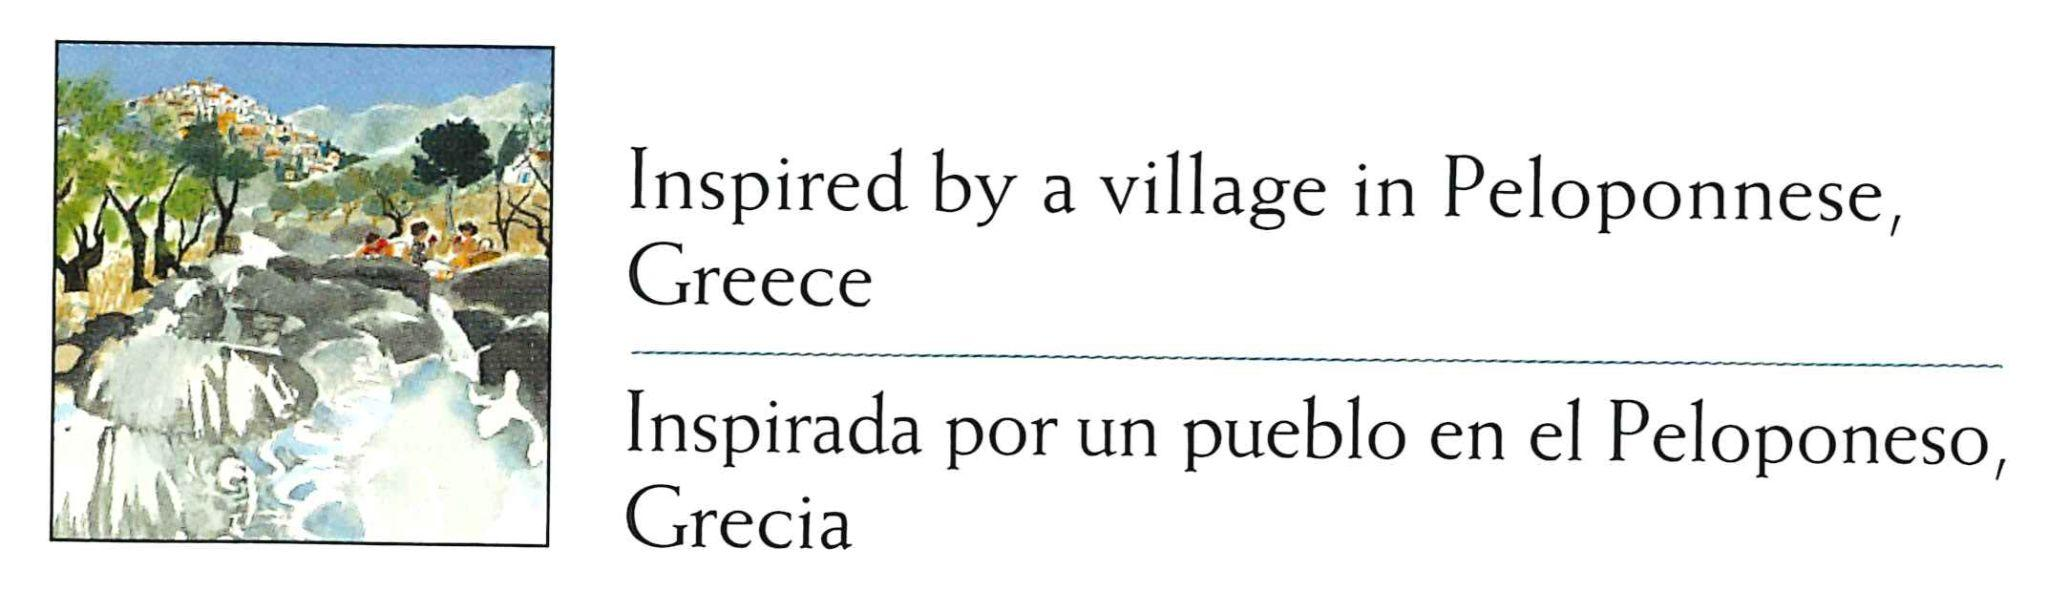 Inspired by a village in Peloponnese,
Greece
Inspirada por un pueblo en el Peloponeso,
Grecia